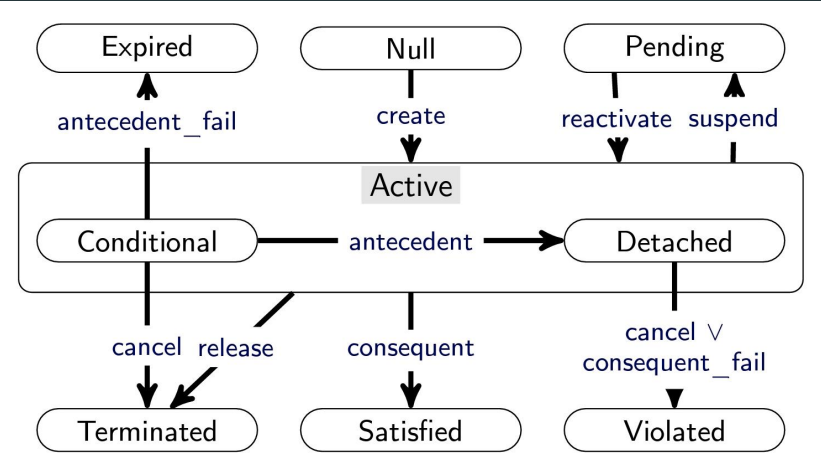 Expired
Null
Pending
antecedent_fail
create
reactivate
suspend
Active
Conditional
antecedent
Detached
cancel
release
consequent
cancel ∨
consequent_fail
Terminated
Satisfied
Violated